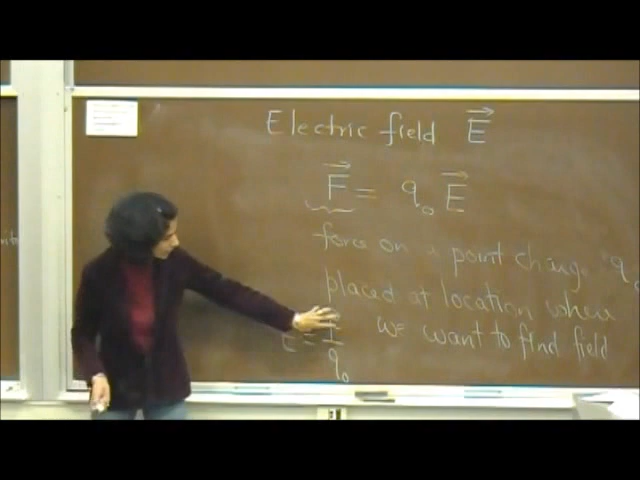 Electric field E
F = q₀ E
force on a point charge q₀
placed at location where
we want to find field
E =
q₀